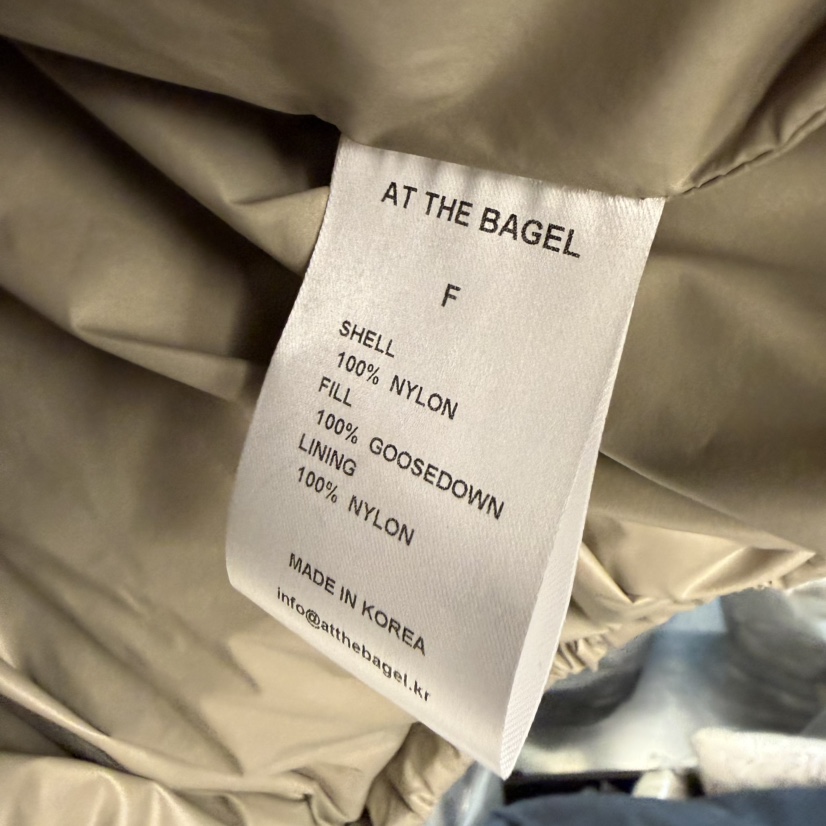 AT THE BAGEL
F
SHELL
100% NYLON
FILL
100% GOOSEDOWN
LINING
100% NYLON
MADE IN KOREA
info@atthebagel.kr